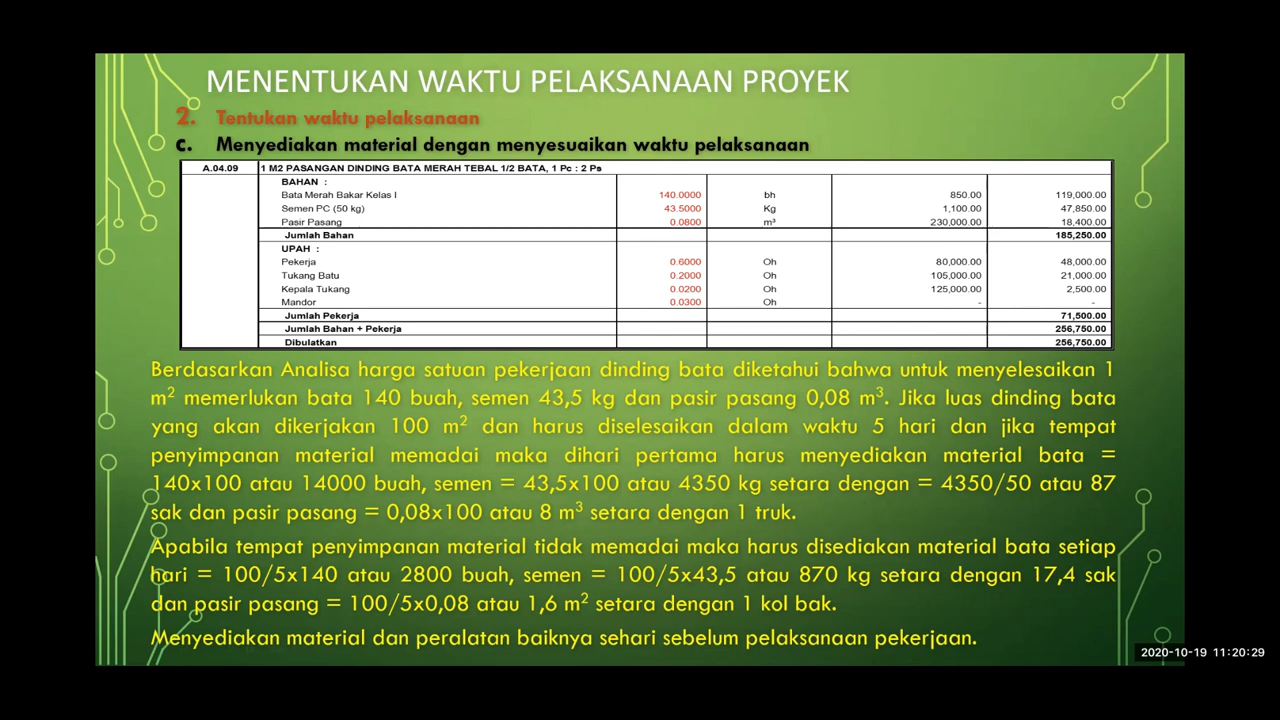 MENENTUKAN WAKTU PELAKSANAAN PROYEK
2. Tentukan waktu pelaksanaan
c. Menyediakan material dengan menyesuaikan waktu pelaksanaan
A.04.09 1 M2 PASANGAN DINDING BATA MERAH TEBAL 1/2 BATA, 1 Pc : 2 Ps
BAHAN :
Bata Merah Bakar Kelas I 140.0000 bh 850.00 119,000.00
Semen PC (50 kg) 43.5000 Kg 1,100.00 47,850.00
Pasir Pasang 0.0800 m³ 230,000.00 18,400.00
Jumlah Bahan 185,250.00
UPAH :
Pekerja 0.6000 Oh 80,000.00 48,000.00
Tukang Batu 0.2000 Oh 105,000.00 21,000.00
Kepala Tukang 0.0200 Oh 125,000.00 2,500.00
Mandor 0.0300 Oh - -
Jumlah Pekerja 71,500.00
Jumlah Bahan + Pekerja 256,750.00
Dibulatkan 256,750.00
Berdasarkan Analisa harga satuan pekerjaan dinding bata diketahui bahwa untuk menyelesaikan 1
m² memerlukan bata 140 buah, semen 43,5 kg dan pasir pasang 0,08 m³. Jika luas dinding bata
yang akan dikerjakan 100 m² dan harus diselesaikan dalam waktu 5 hari dan jika tempat
penyimpanan material memadai maka dihari pertama harus menyediakan material bata =
140x100 atau 14000 buah, semen = 43,5x100 atau 4350 kg setara dengan = 4350/50 atau 87
sak dan pasir pasang = 0,08x100 atau 8 m³ setara dengan 1 truk.
Apabila tempat penyimpanan material tidak memadai maka harus disediakan material bata setiap
hari = 100/5x140 atau 2800 buah, semen = 100/5x43,5 atau 870 kg setara dengan 17,4 sak
dan pasir pasang = 100/5x0,08 atau 1,6 m² setara dengan 1 kol bak.
Menyediakan material dan peralatan baiknya sehari sebelum pelaksanaan pekerjaan.
2020-10-19 11:20:29